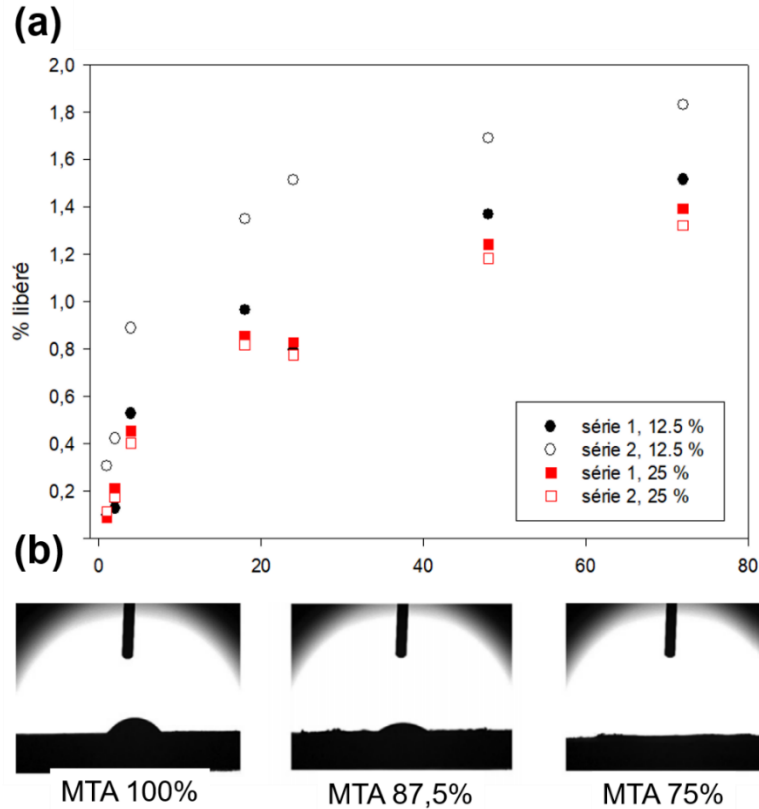 (a)
2,0
1,8
1,6
1,4
1,2
1,0
0,8
0,6
0,4
0,2
% libéré
série 1, 12.5 %
série 2, 12.5 %
série 1, 25 %
série 2, 25 %
0 20 40 60 80
(b)
MTA 100% MTA 87,5% MTA 75%